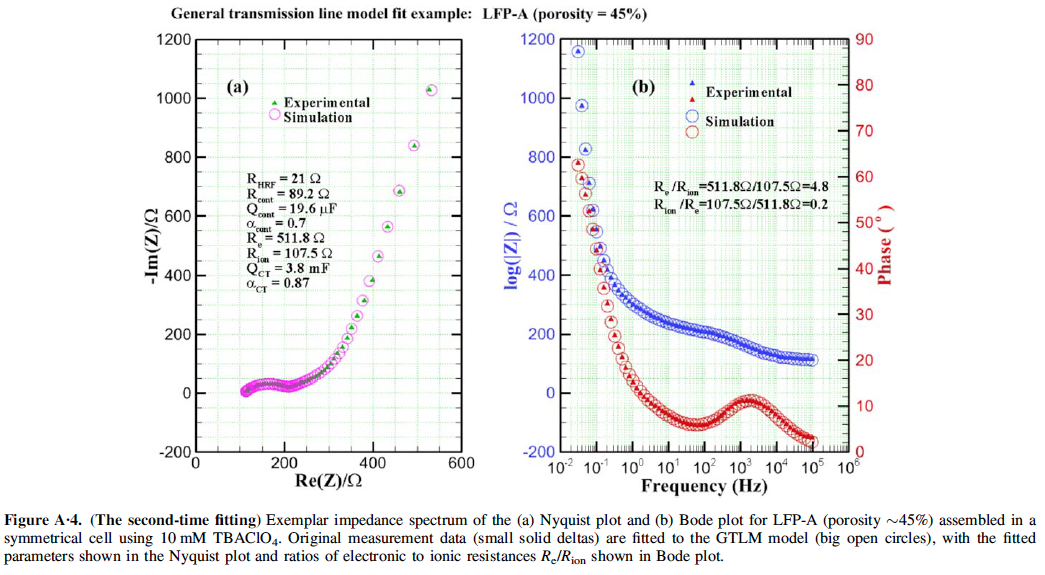 General transmission line model fit example: LFP-A (porosity = 45%)
1200
1000
800
600
400
200
0
-200
-Im(Z)/Ω
(a)
Experimental
Simulation
R_HRF = 21 Ω
R_cont = 89.2 Ω
Q_cont = 19.6 μF
α_cont = 0.7
R_e = 511.8 Ω
R_ion = 107.5 Ω
Q_CT = 3.8 mF
α_CT = 0.87
0 200 400 600
Re(Z)/Ω
1200
1000
800
600
400
200
0
-200
log(|Z|) / Ω
(b)
Experimental
Simulation
R_e/R_ion=511.8Ω/107.5Ω=4.8
R_ion/R_e=107.5Ω/511.8Ω=0.2
90
80
70
60
50
40
30
20
10
0
Phase (°)
10^-2 10^-1 10^0 10^1 10^2 10^3 10^4 10^5 10^6
Frequency (Hz)
Figure A·4. (The second-time fitting) Exemplar impedance spectrum of the (a) Nyquist plot and (b) Bode plot for LFP-A (porosity ∼45%) assembled in a
symmetrical cell using 10 mM TBAClO₄. Original measurement data (small solid deltas) are fitted to the GTLM model (big open circles), with the fitted
parameters shown in the Nyquist plot and ratios of electronic to ionic resistances R_e/R_ion shown in Bode plot.